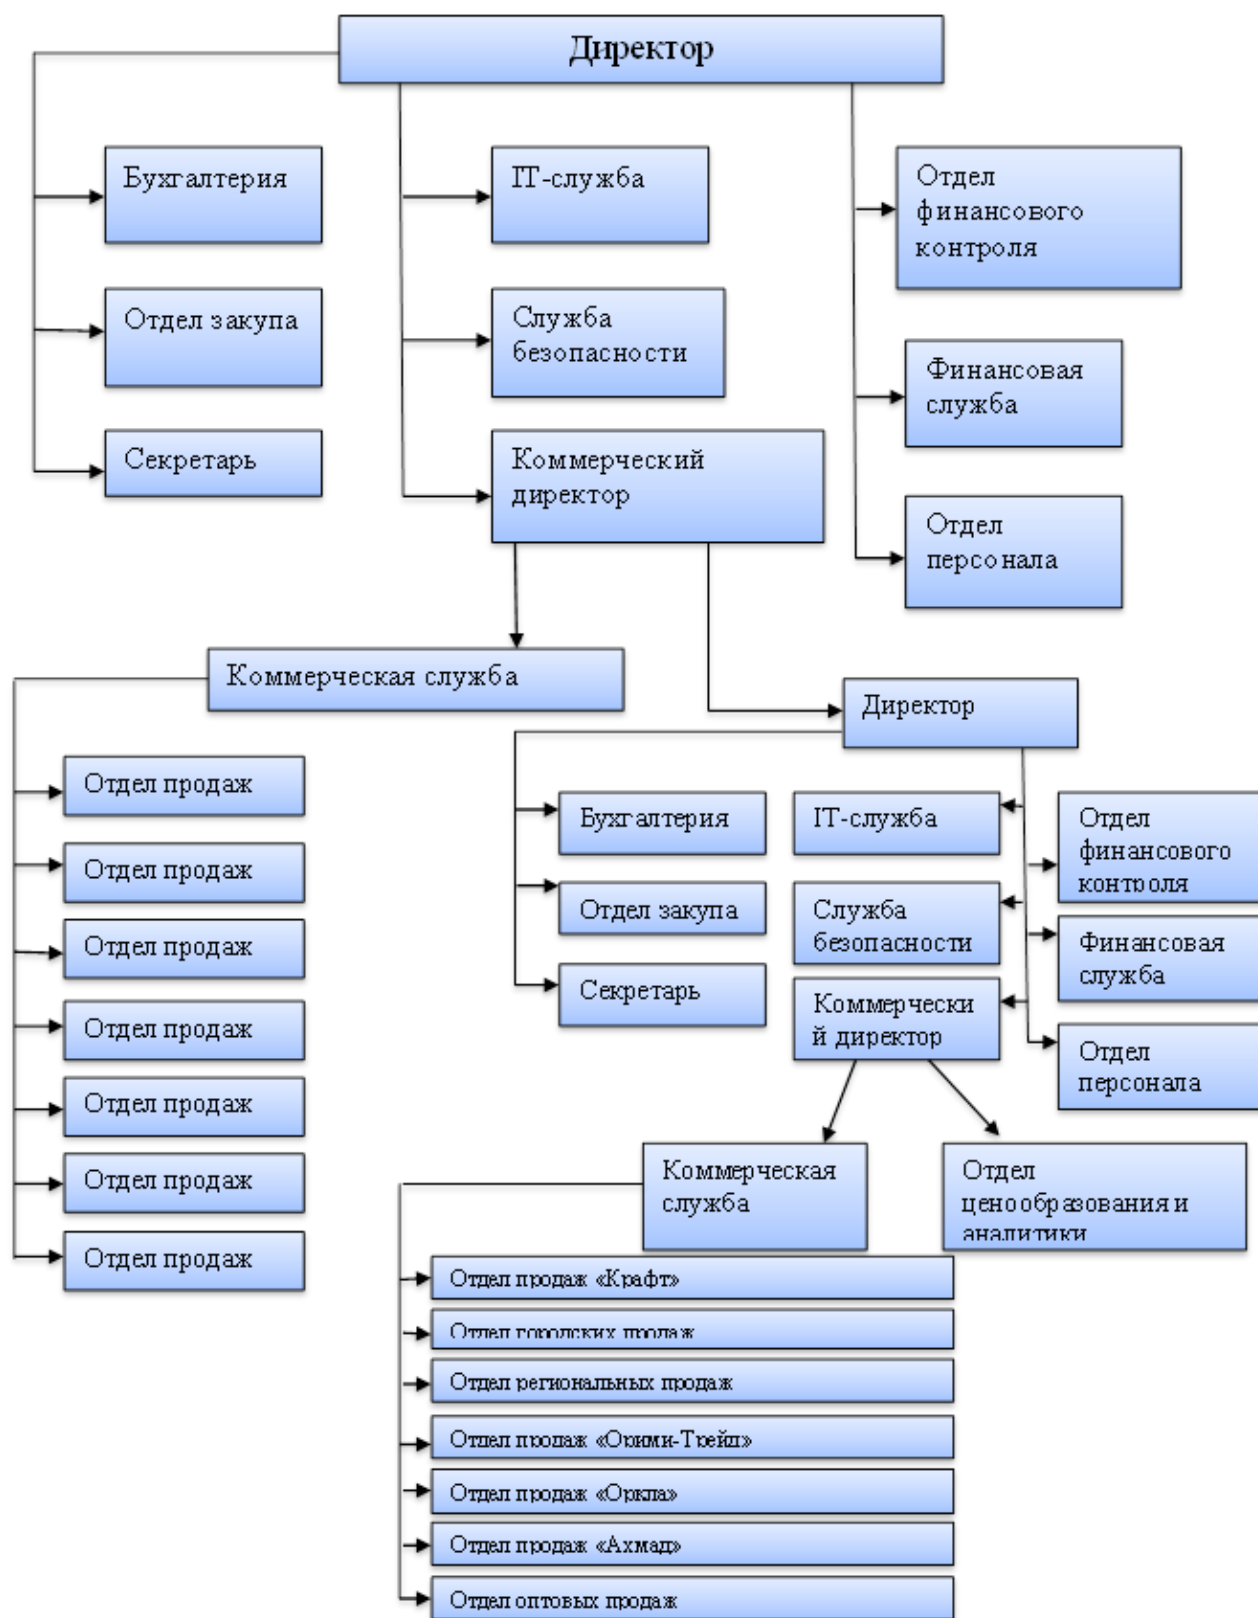 Директор
Бухгалтерия
IT-служба
Отдел
финансового
контроля
Отдел закупа
Служба
безопасности
Финансовая
служба
Секретарь
Коммерческий
директор
Отдел
персонала
Коммерческая служба
Директор
Отдел продаж
Отдел продаж
Отдел продаж
Отдел продаж
Отдел продаж
Отдел продаж
Отдел продаж
Бухгалтерия
IT-служба
Отдел
финансового
контроля
Отдел закупа
Служба
безопасности
Финансовая
служба
Секретарь
Коммерчески
й директор
Отдел
персонала
Коммерческая
служба
Отдел
ценообразования и
аналитики
Отдел продаж «Крафт»
Отдел городских продаж
Отдел региональных продаж
Отдел продаж «Орими-Трейд»
Отдел продаж «Оркла»
Отдел продаж «Ахмад»
Отдел оптовых продаж